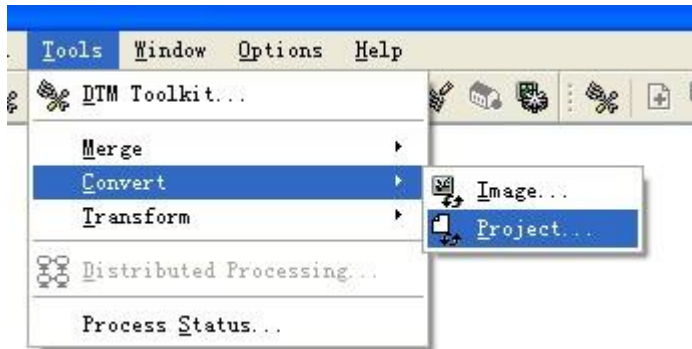 Tools Window Options Help
DTM Toolkit...
Merge
Convert
Image...
Transform
Project...
Distributed Processing...
Process Status...